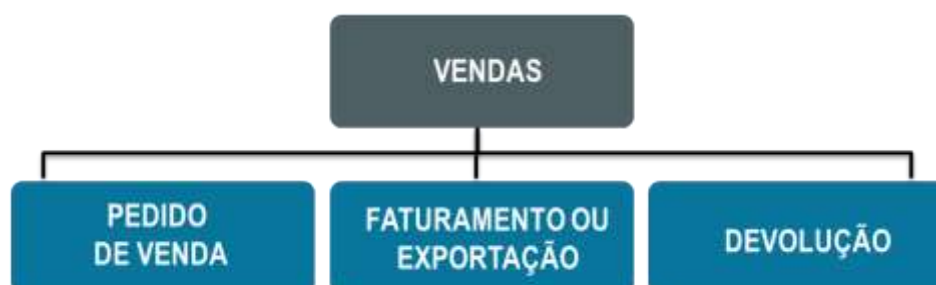 VENDAS
PEDIDO
DE VENDA
FATURAMENTO OU
EXPORTAÇÃO
DEVOLUÇÃO